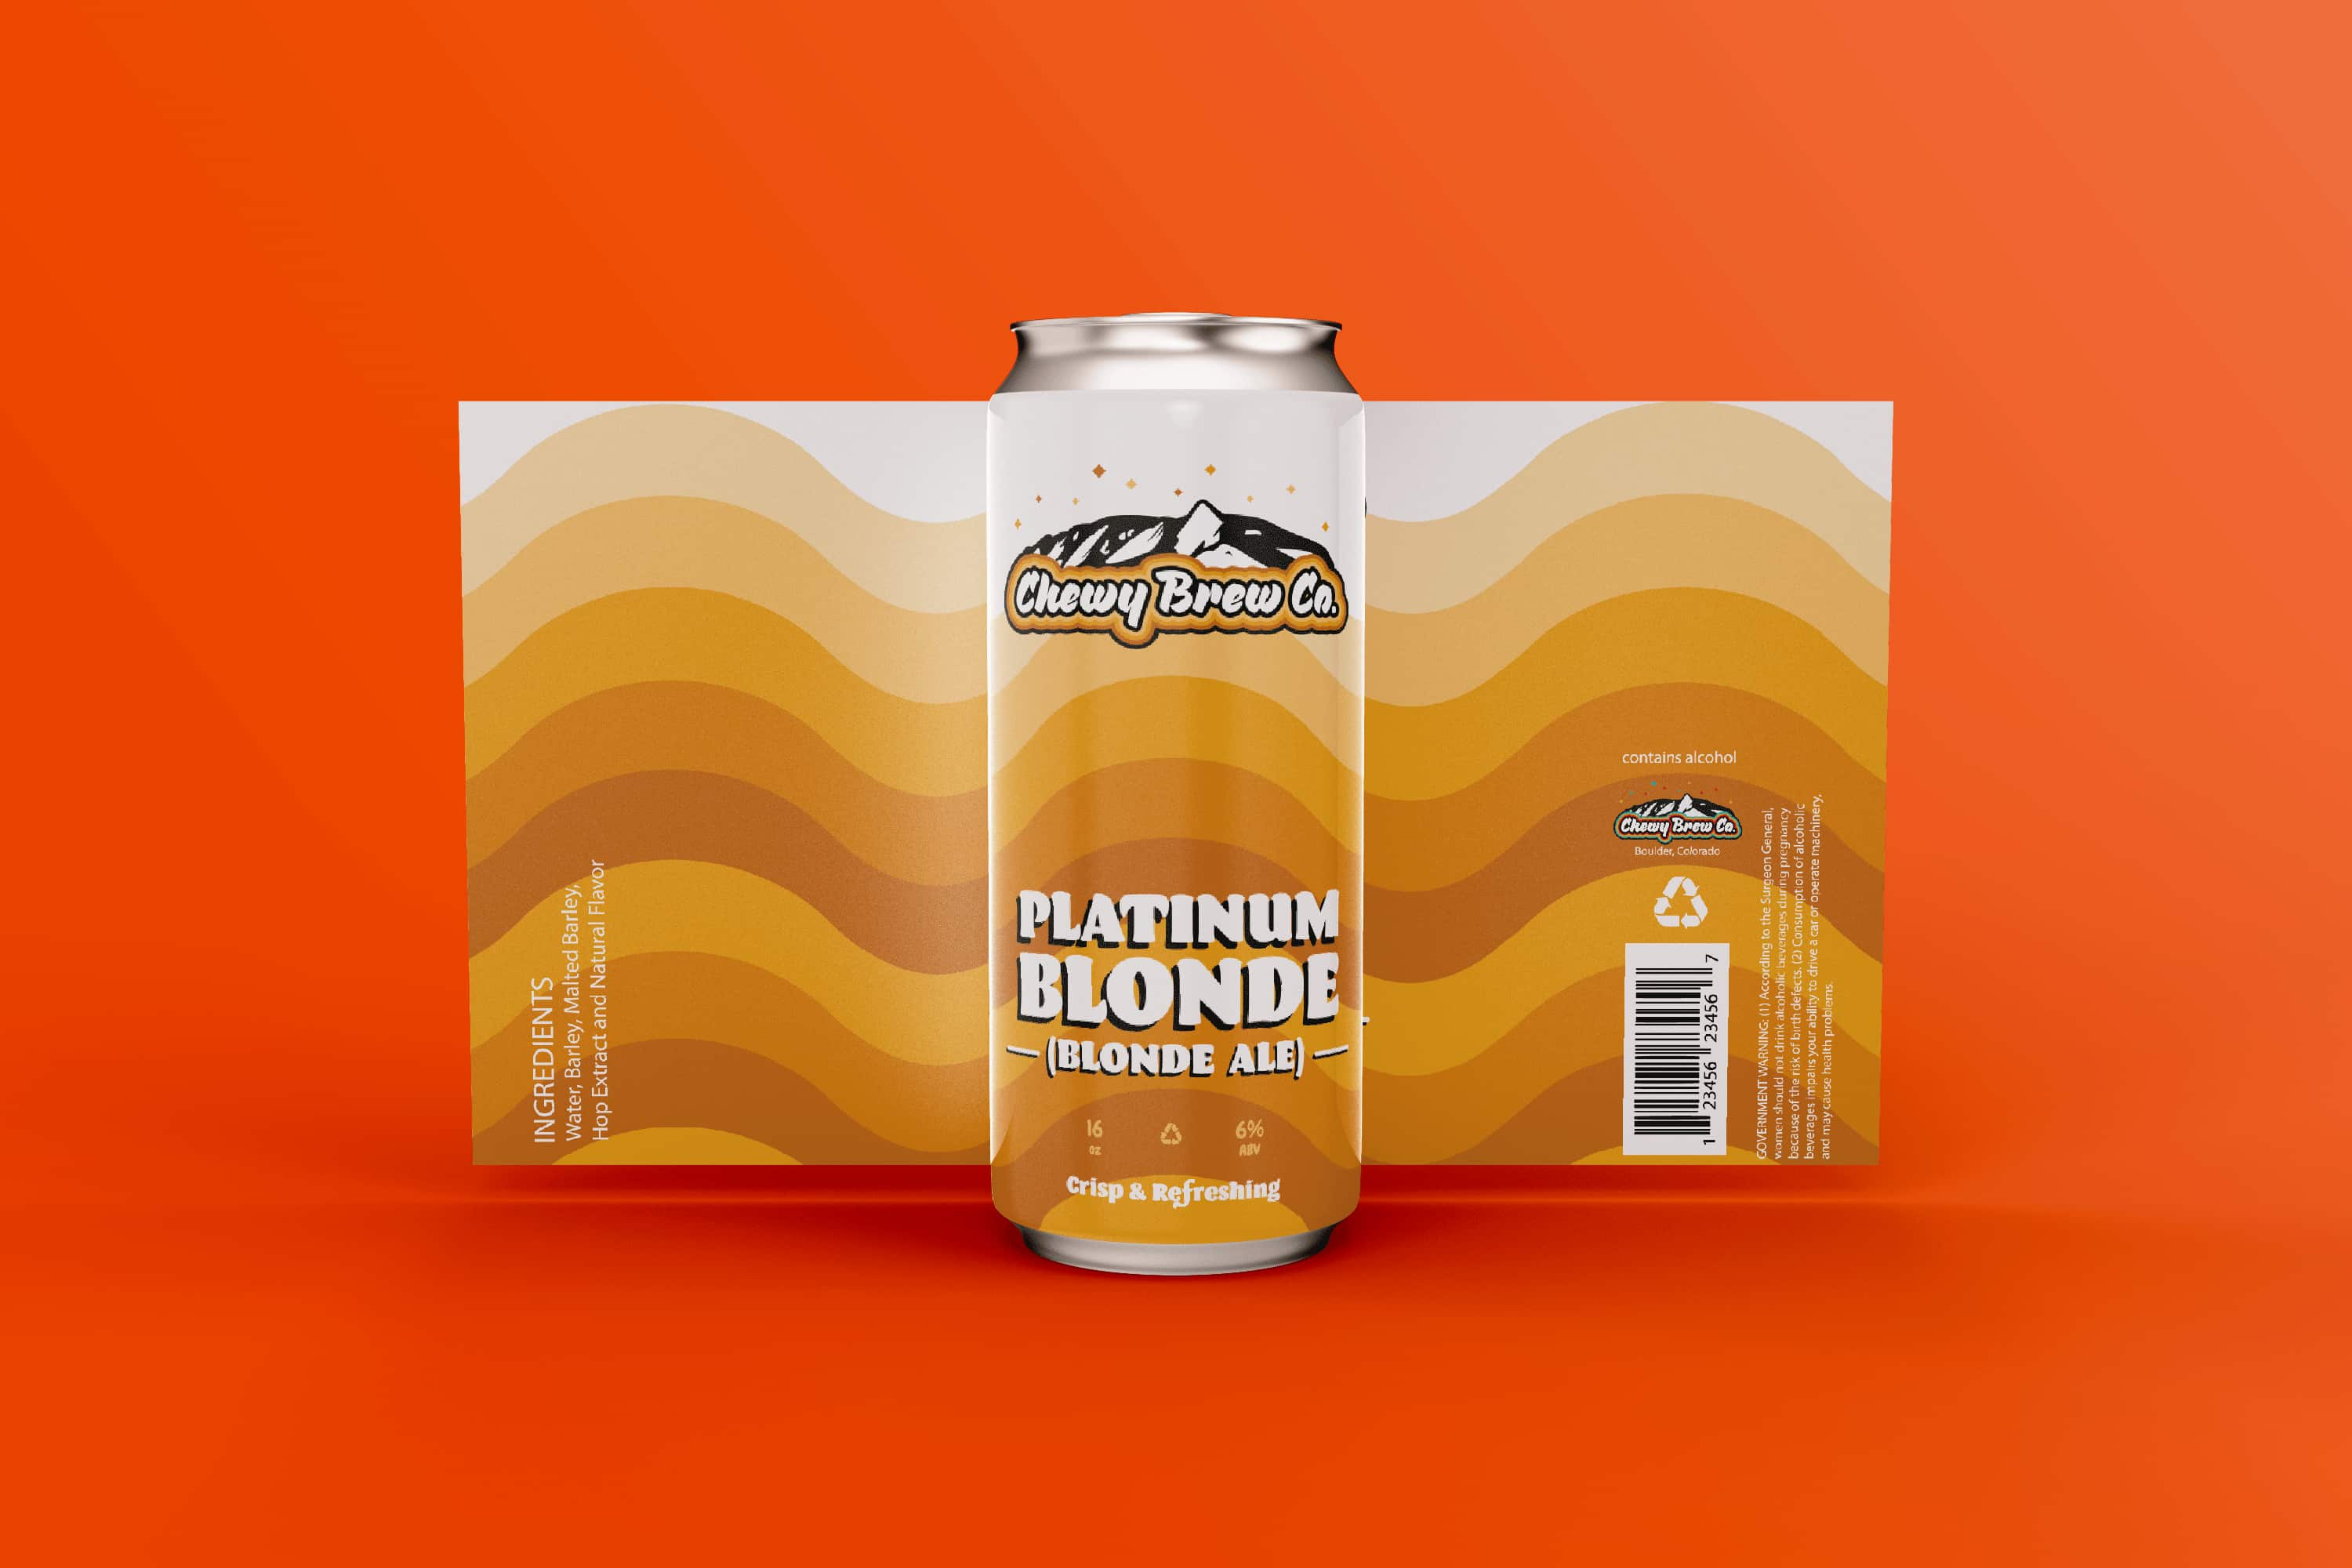 Chewy Brew Co.
PLATINUM
BLONDE
(BLONDE ALE)
16
oz
6%
ABV
Crisp & Refreshing
INGREDIENTS
Water, Barley, Malted Barley,
Hop Extract and Natural Flavor
contains alcohol
Chewy Brew Co.
Boulder, Colorado
1 23456 23456 7
GOVERNMENT WARNING: (1) According to the Surgeon General,
women should not drink alcoholic beverages during pregnancy
because of the risk of birth defects. (2) Consumption of alcoholic
beverages impairs your ability to drive a car or operate machinery,
and may cause health problems.